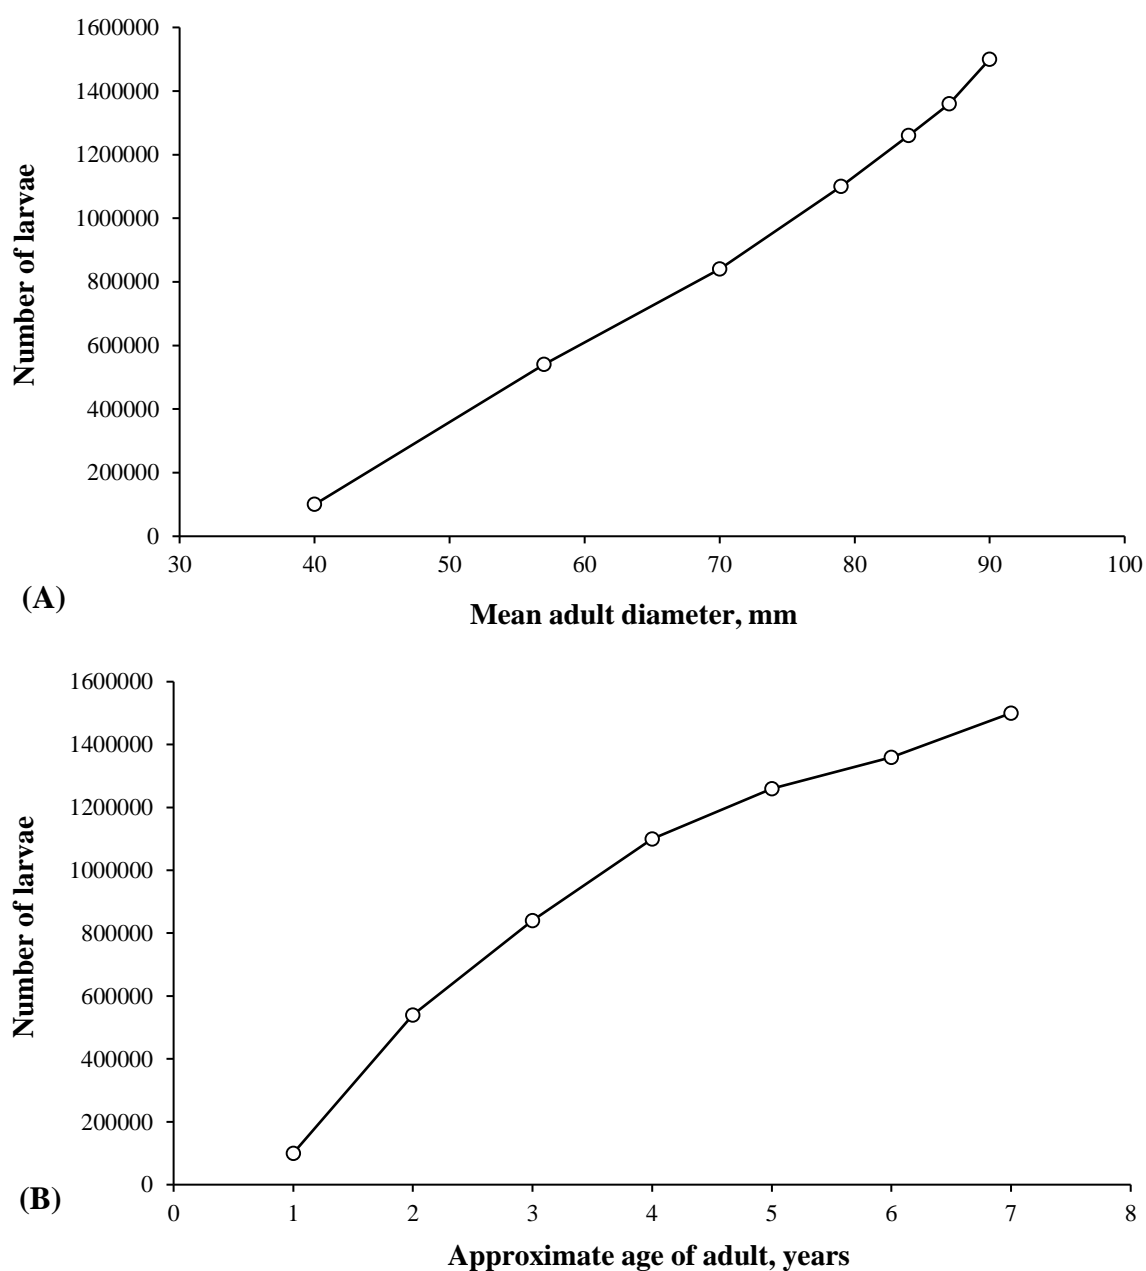 1600000
1400000
1200000
1000000
800000
600000
400000
200000
0
Number of larvae
30 40 50 60 70 80 90 100
(A)
Mean adult diameter, mm
1600000
1400000
1200000
1000000
800000
600000
400000
200000
0
Number of larvae
0 1 2 3 4 5 6 7 8
(B)
Approximate age of adult, years